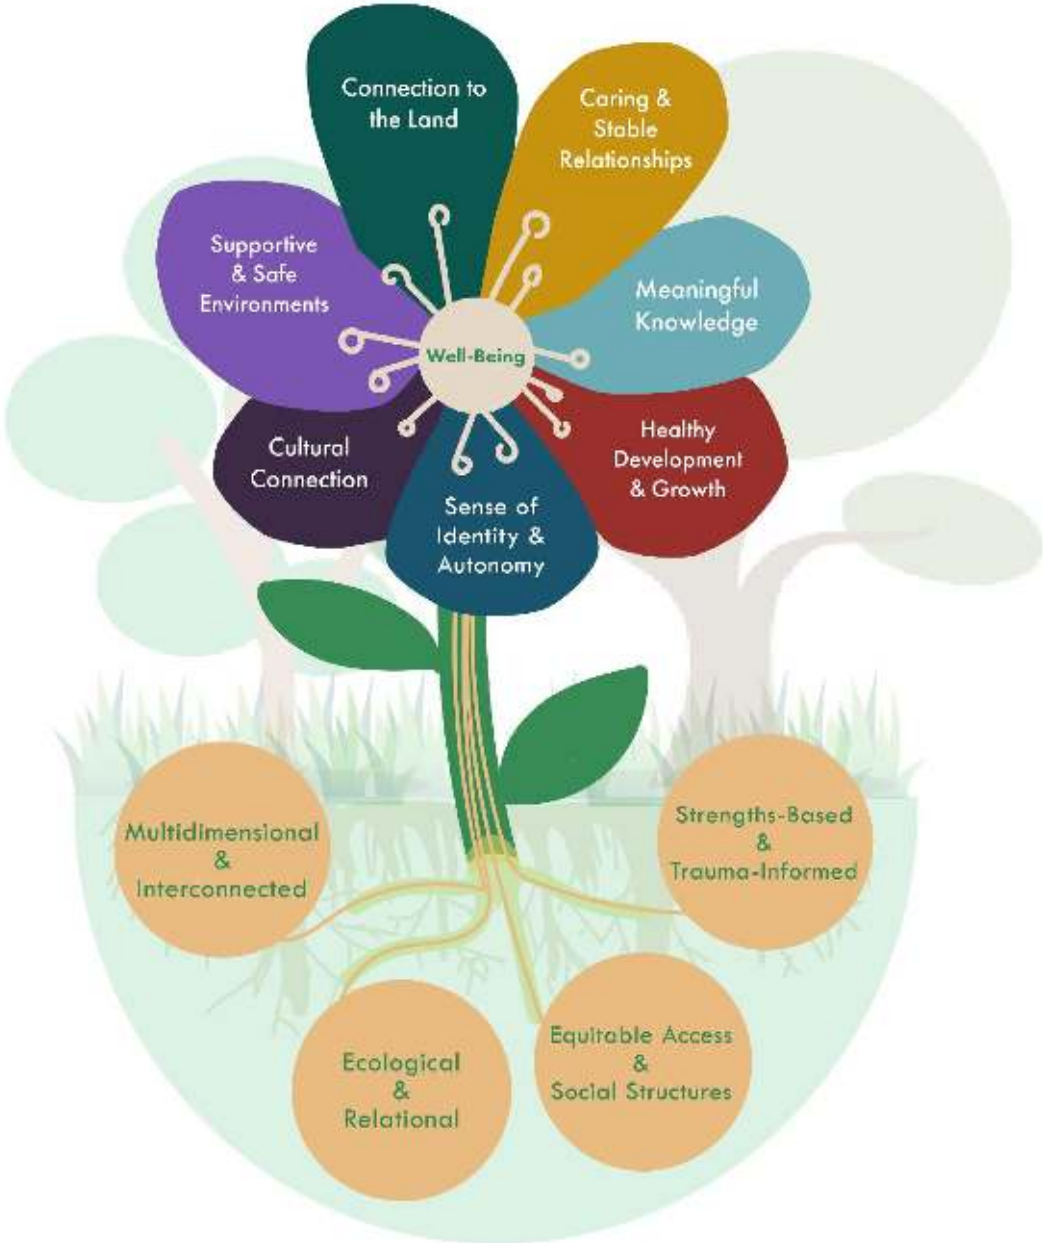 Connection to
the Land
Caring &
Stable
Relationships
Supportive
& Safe
Environments
Meaningful
Knowledge
Well-Being
Cultural
Connection
Healthy
Development
& Growth
Sense of
Identity &
Autonomy
Multidimensional
&
Interconnected
Strengths-Based
&
Trauma-Informed
Ecological
&
Relational
Equitable Access
&
Social Structures